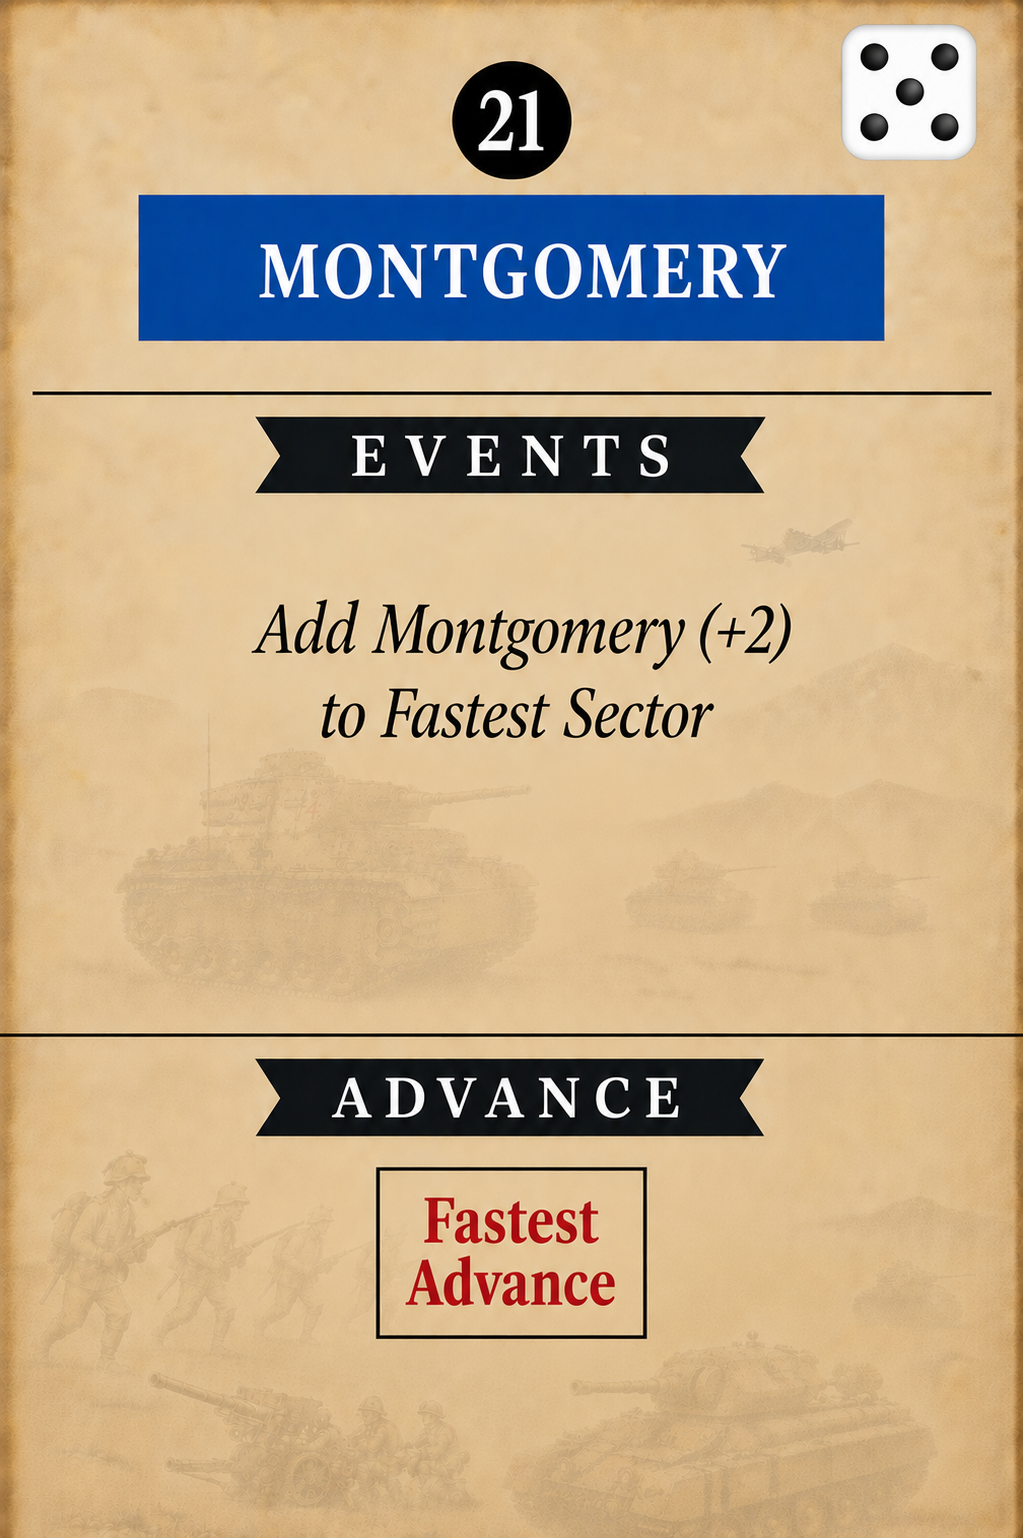 21
MONTGOMERY
EVENTS
Add Montgomery (+2)
to Fastest Sector
ADVANCE
Fastest
Advance